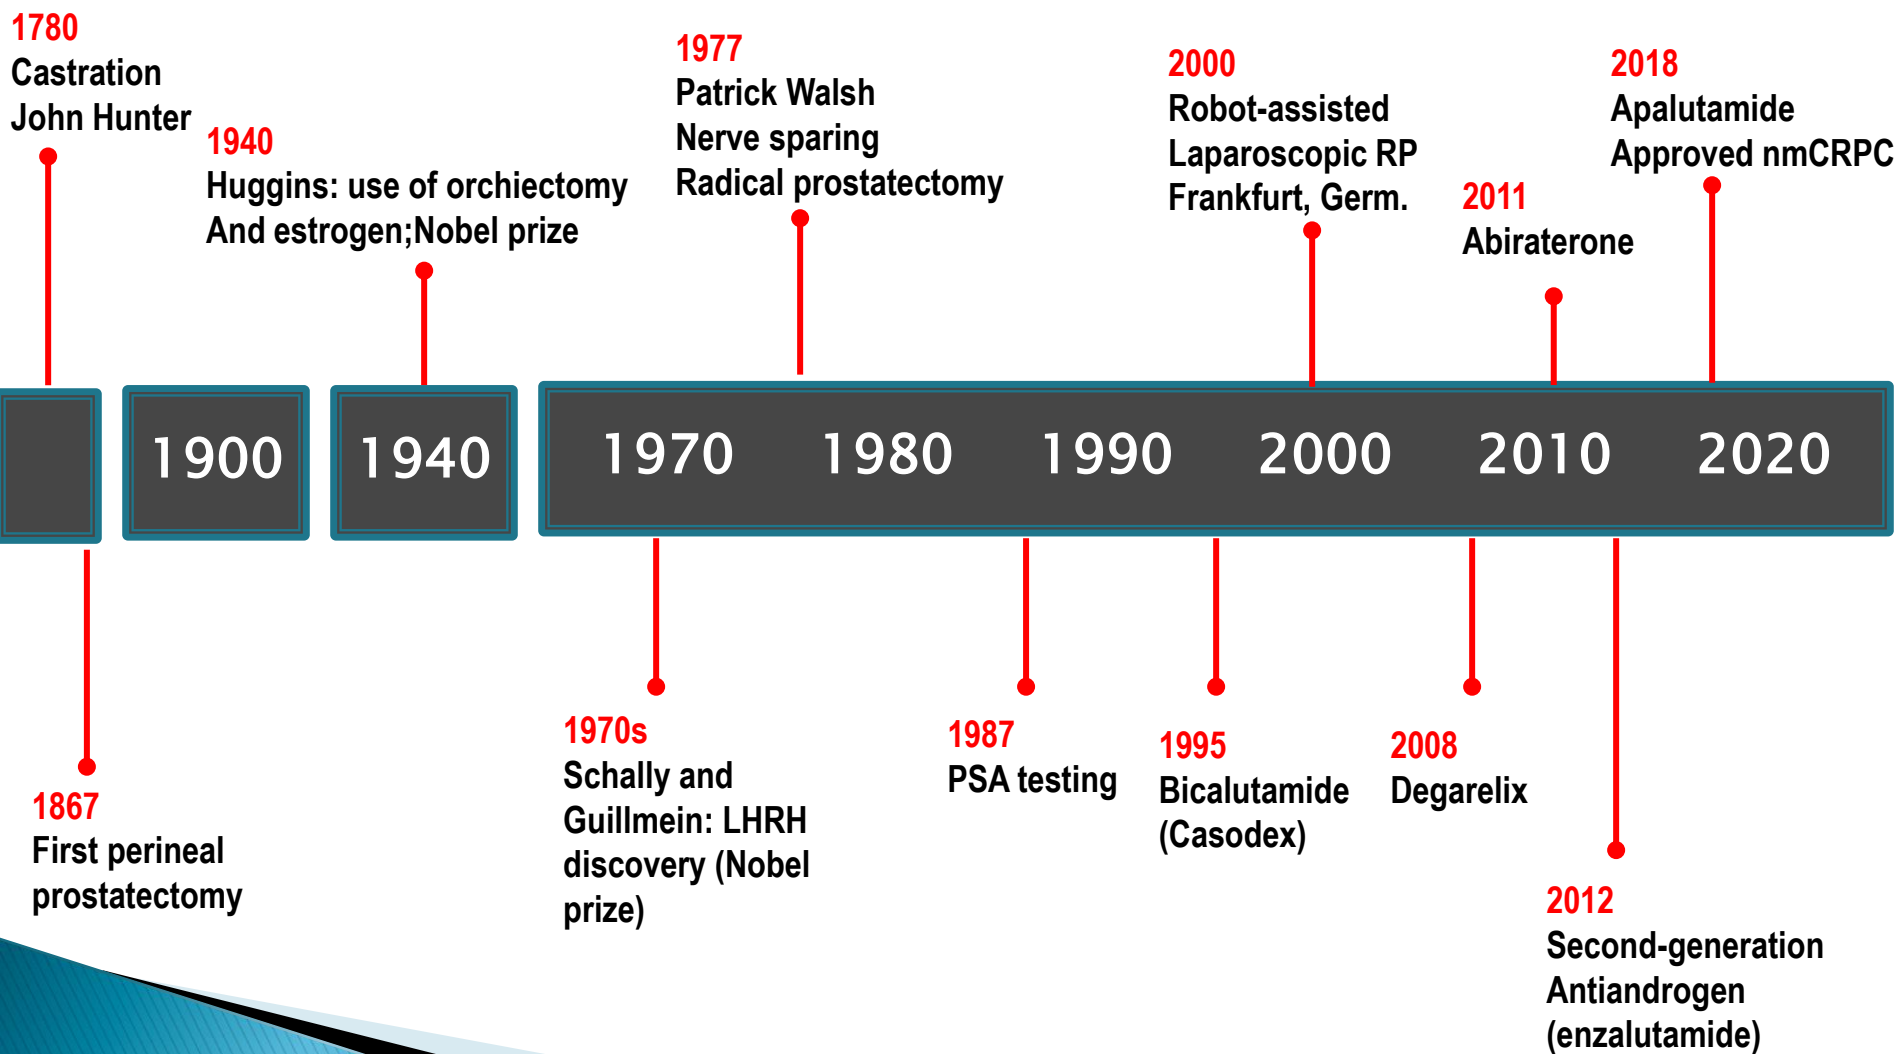 1780
Castration
John Hunter
1940
Huggins: use of orchiectomy
And estrogen;Nobel prize
1977
Patrick Walsh
Nerve sparing
Radical prostatectomy
2000
Robot-assisted
Laparoscopic RP
Frankfurt, Germ.
2011
Abiraterone
2018
Apalutamide
Approved nmCRPC
1900
1940
1970
1980
1990
2000
2010
2020
1867
First perineal
prostatectomy
1970s
Schally and
Guillmein: LHRH
discovery (Nobel
prize)
1987
PSA testing
1995
Bicalutamide
(Casodex)
2008
Degarelix
2012
Second-generation
Antiandrogen
(enzalutamide)